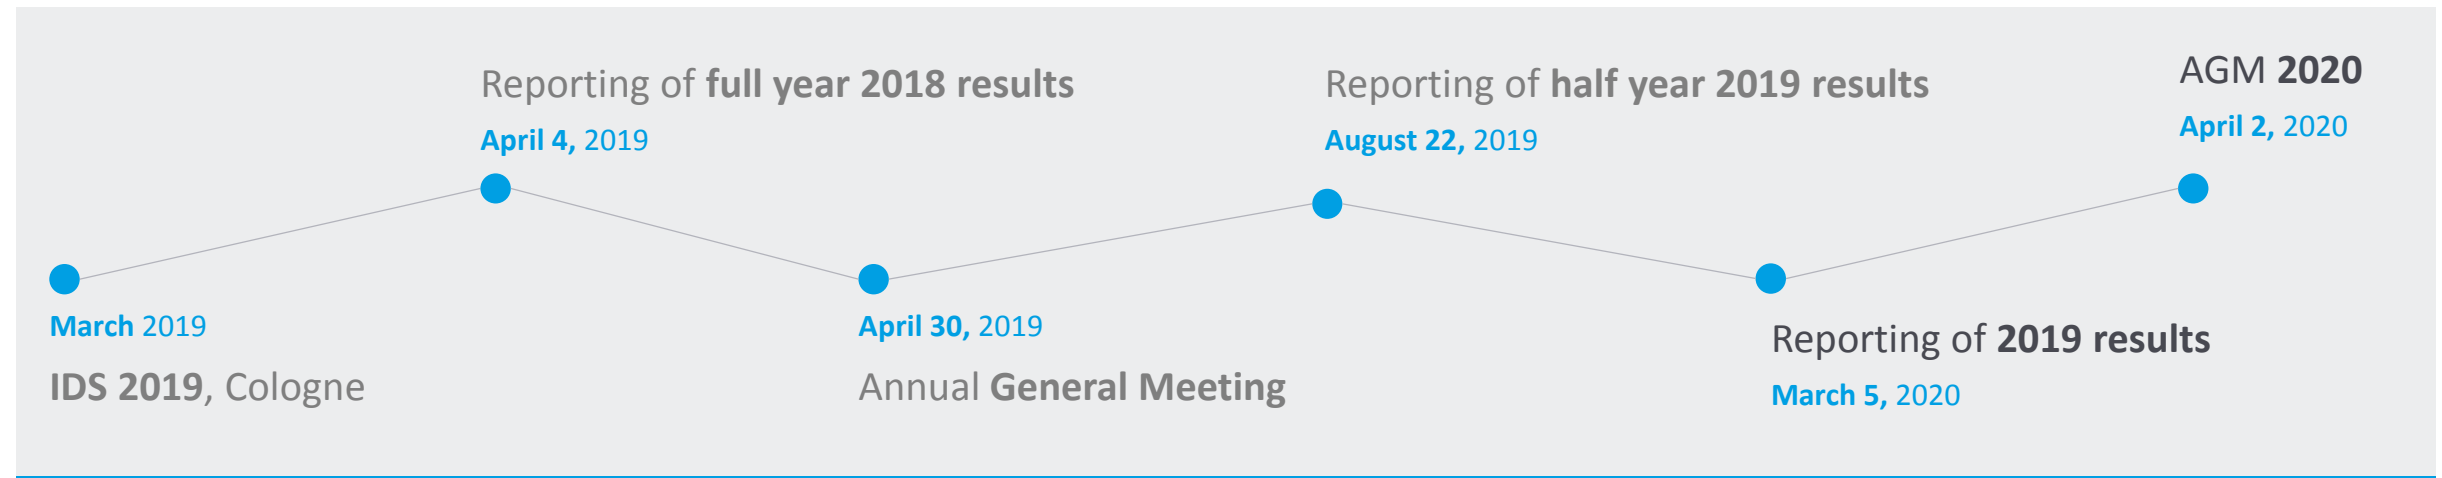 March 2019
IDS 2019, Cologne
Reporting of full year 2018 results
April 4, 2019
April 30, 2019
Annual General Meeting
Reporting of half year 2019 results
August 22, 2019
Reporting of 2019 results
March 5, 2020
AGM 2020
April 2, 2020